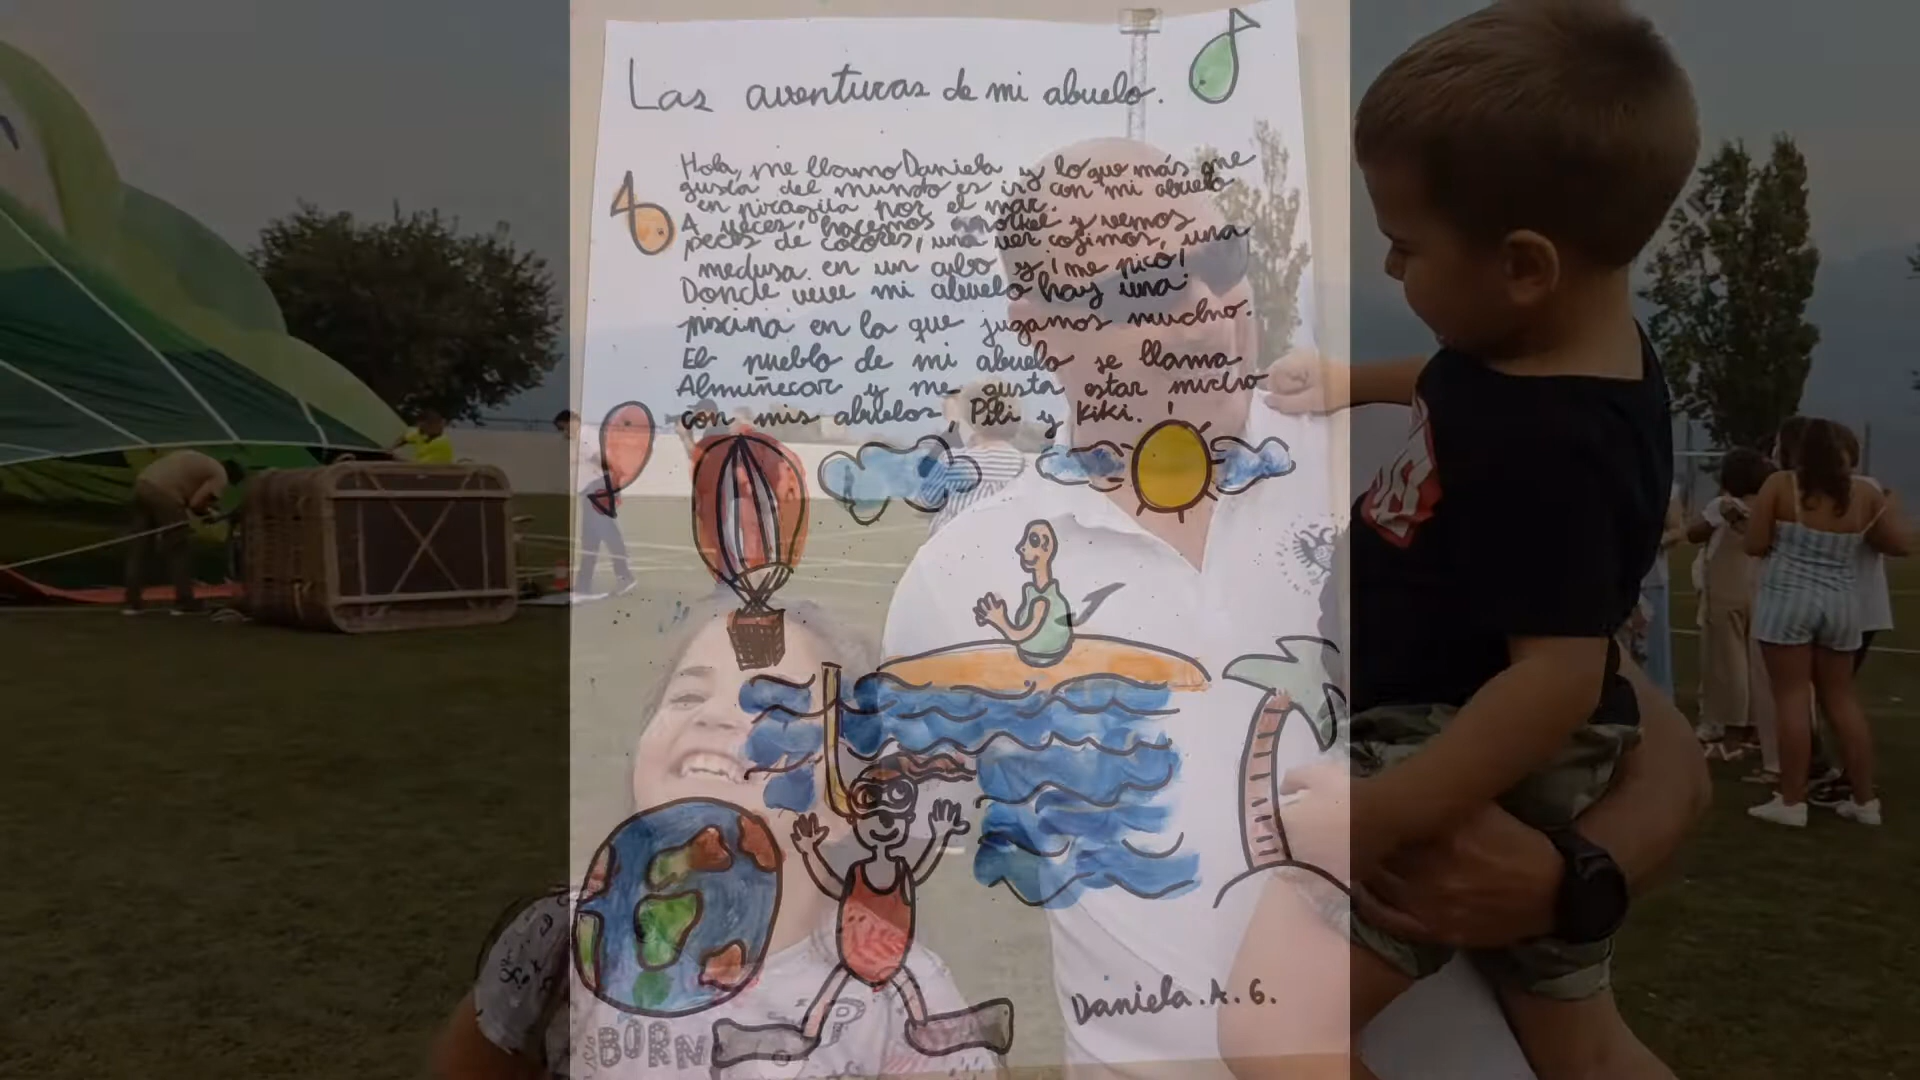 Las aventuras de mi abuelo.
Hola, me llamo Daniela y lo que más me
gusta del mundo es ir con mi abuelo
en piragüa por el mar.
A veces, hacemos y vemos
peces de colores, una vez cojimos, una
medusa en un cubo y ¡me picó!
Donde vive mi abuelo hay una
piscina en la que jugamos mucho.
El pueblo de mi abuelo se llama
Almuñecar y me gusta estar mucho
con mis abuelos, Pili y Kiki.!
Daniela.A.G.
BORN